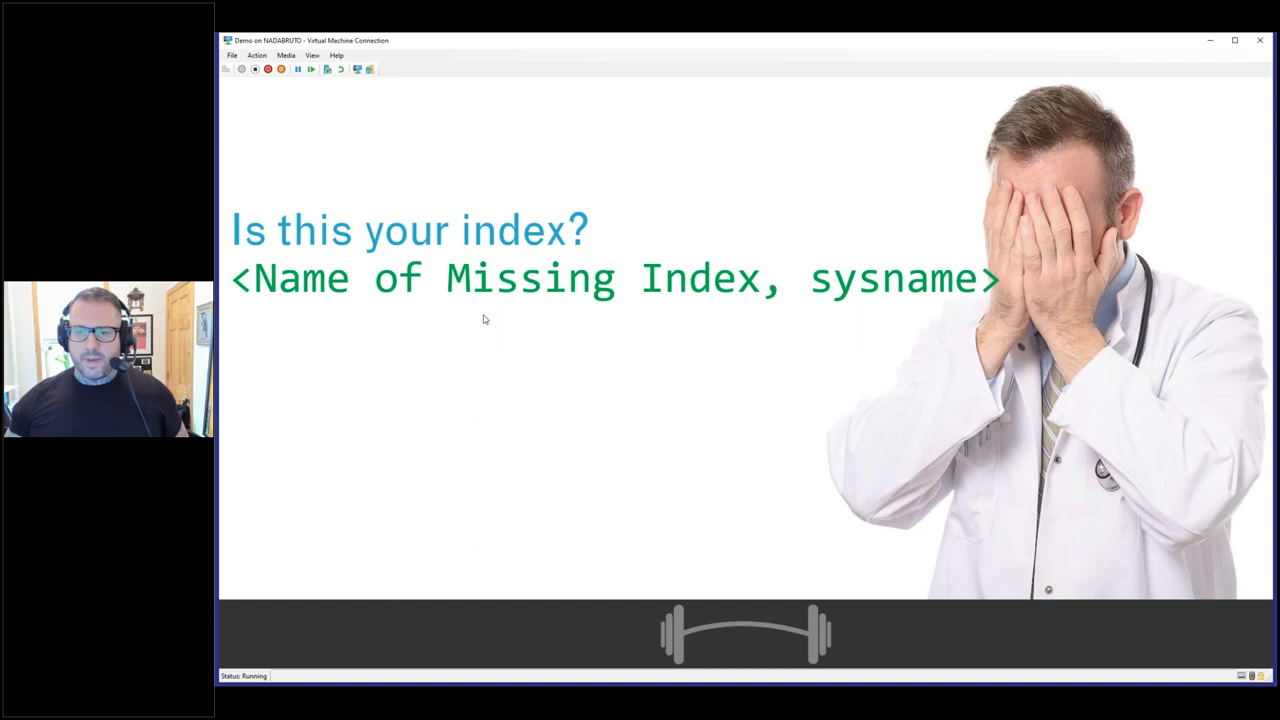 Demo on NADABRUTO - Virtual Machine Connection
File Action Media View Help
Is this your index?
<Name of Missing Index, sysname>
Status: Running